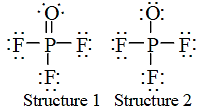 O O
F—P—F F—P—F
F F
Structure 1 Structure 2